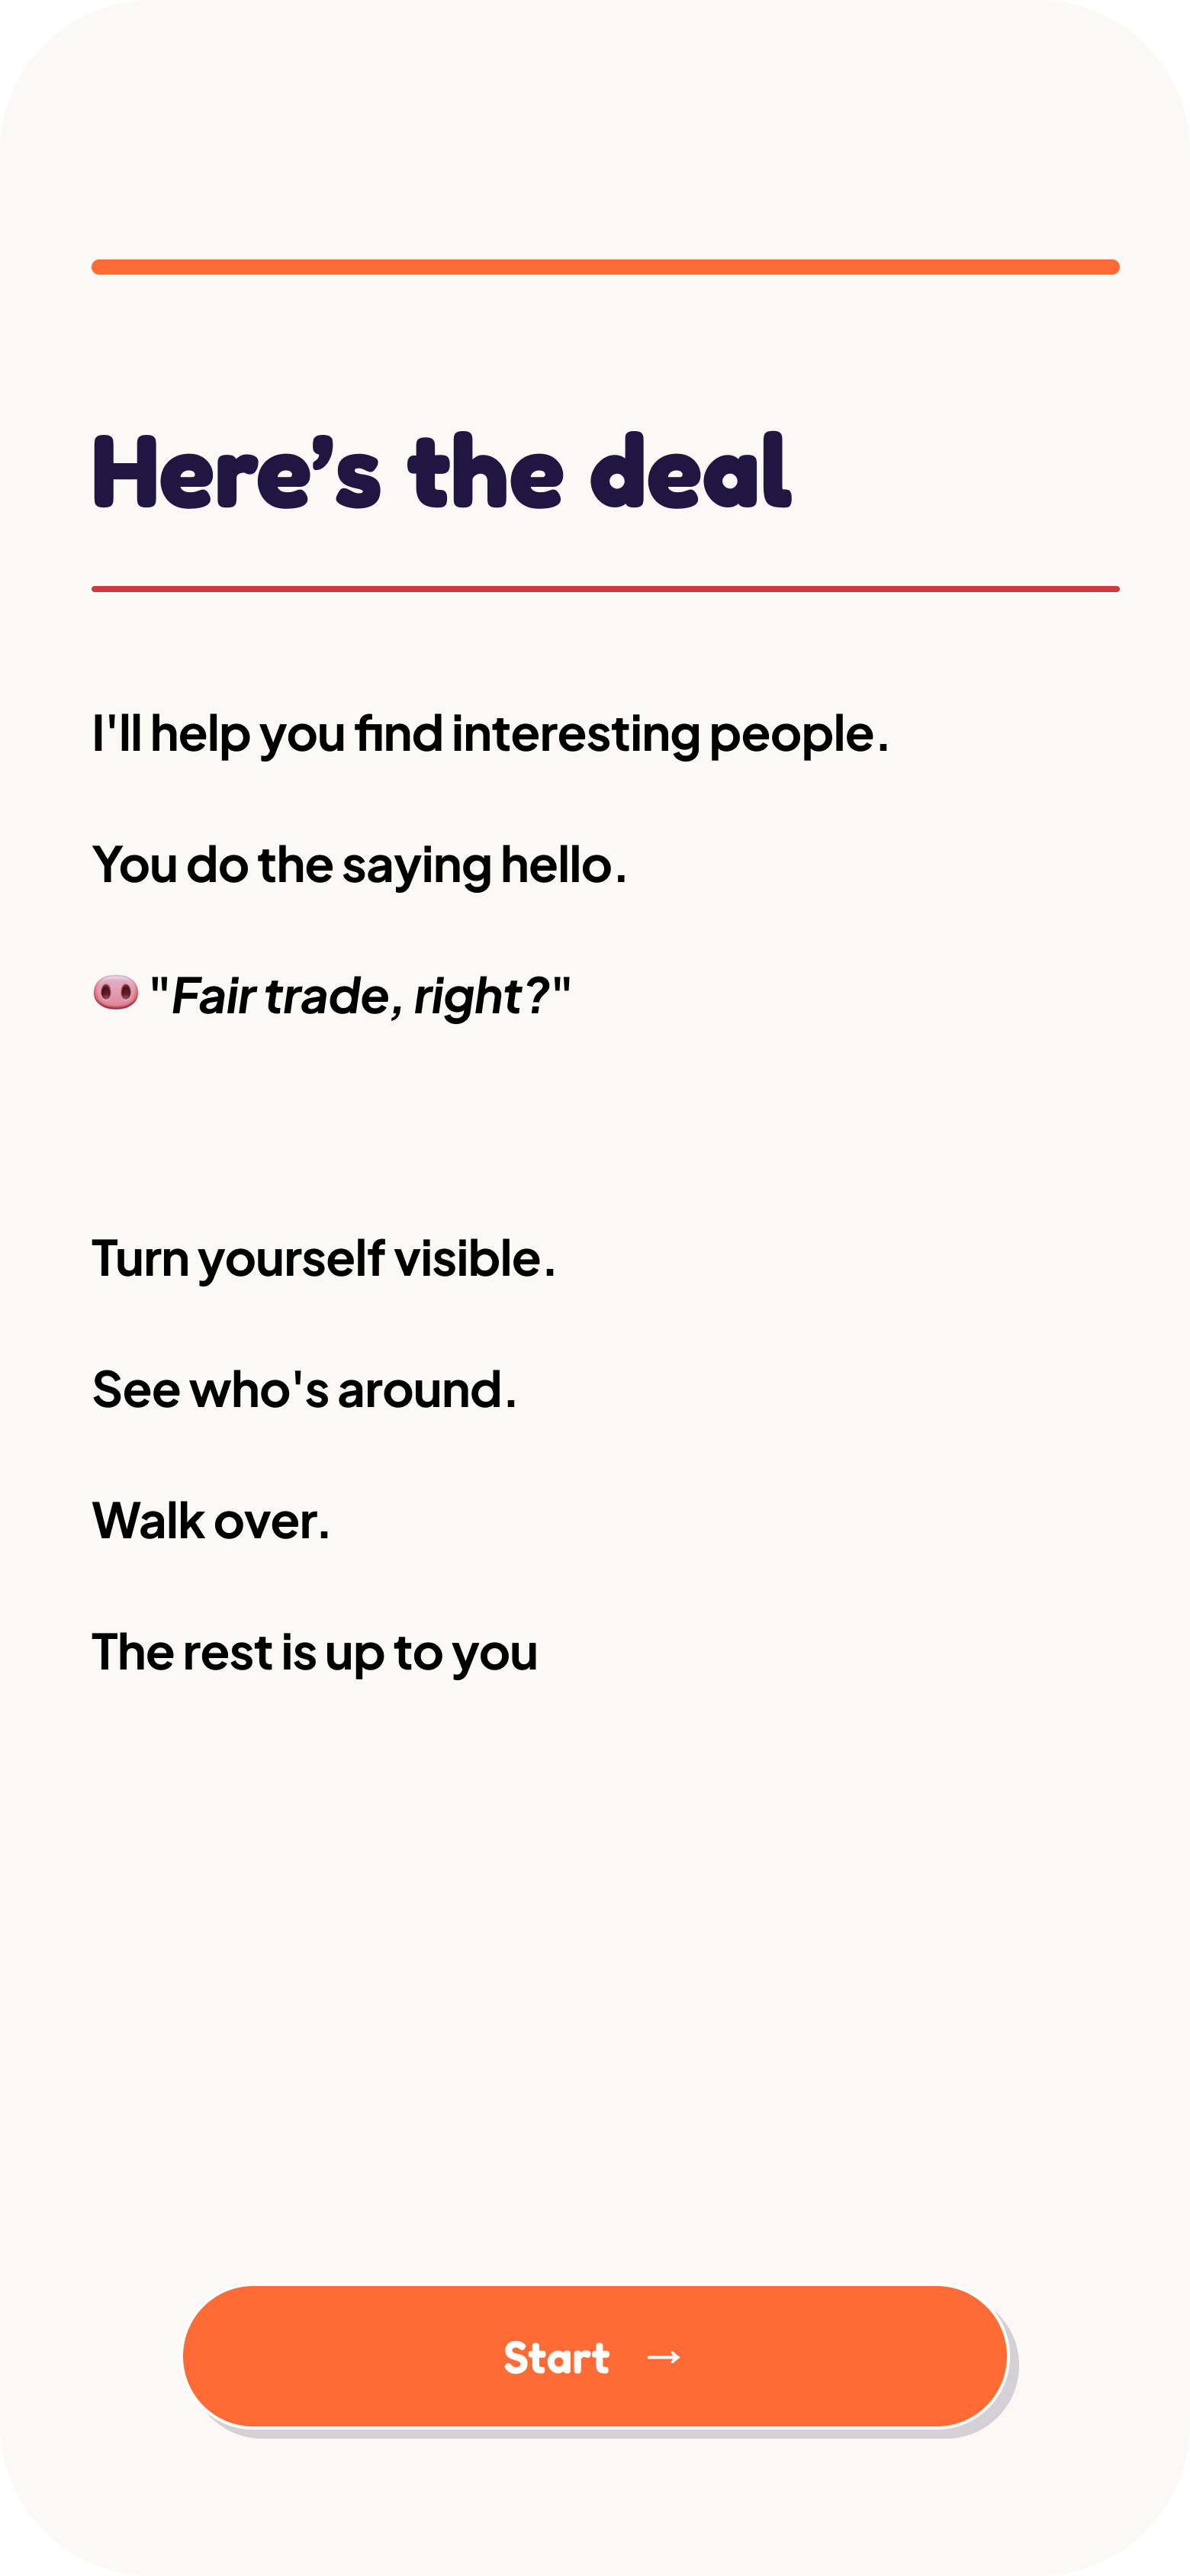 Here’s the deal
I'll help you find interesting people.
You do the saying hello.
🐽 "Fair trade, right?"
Turn yourself visible.
See who's around.
Walk over.
The rest is up to you
Start →